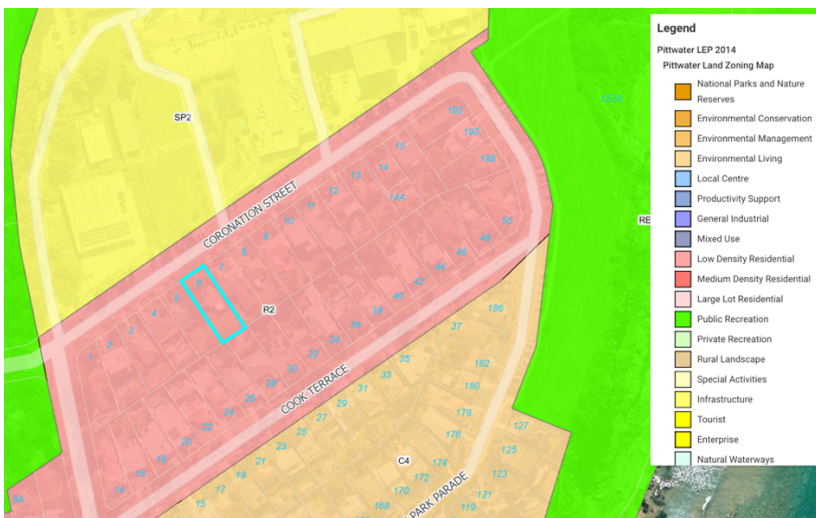 Legend
Pittwater LEP 2014
Pittwater Land Zoning Map
National Parks and Nature
Reserves
Environmental Conservation
Environmental Management
Environmental Living
Local Centre
Productivity Support
General Industrial
Mixed Use
Low Density Residential
Medium Density Residential
Large Lot Residential
Public Recreation
Private Recreation
Rural Landscape
Special Activities
Infrastructure
Tourist
Enterprise
Natural Waterways
SP2
192
190
188
15
14
14A
13
12
11
10
9
8
7
6
5
4
3
2
1
CORONATION STREET
RE
R2
50
48
46
44
42
40
38
36
34
30
30
28
26
24
22
20
18
16
14
8A
COOK TERRACE
186
37
35
33
31
29
27
25
23
21
19
17
15
182
180
178
176
174
172
170
168
C4
127
125
123
121
119
PARK PARADE